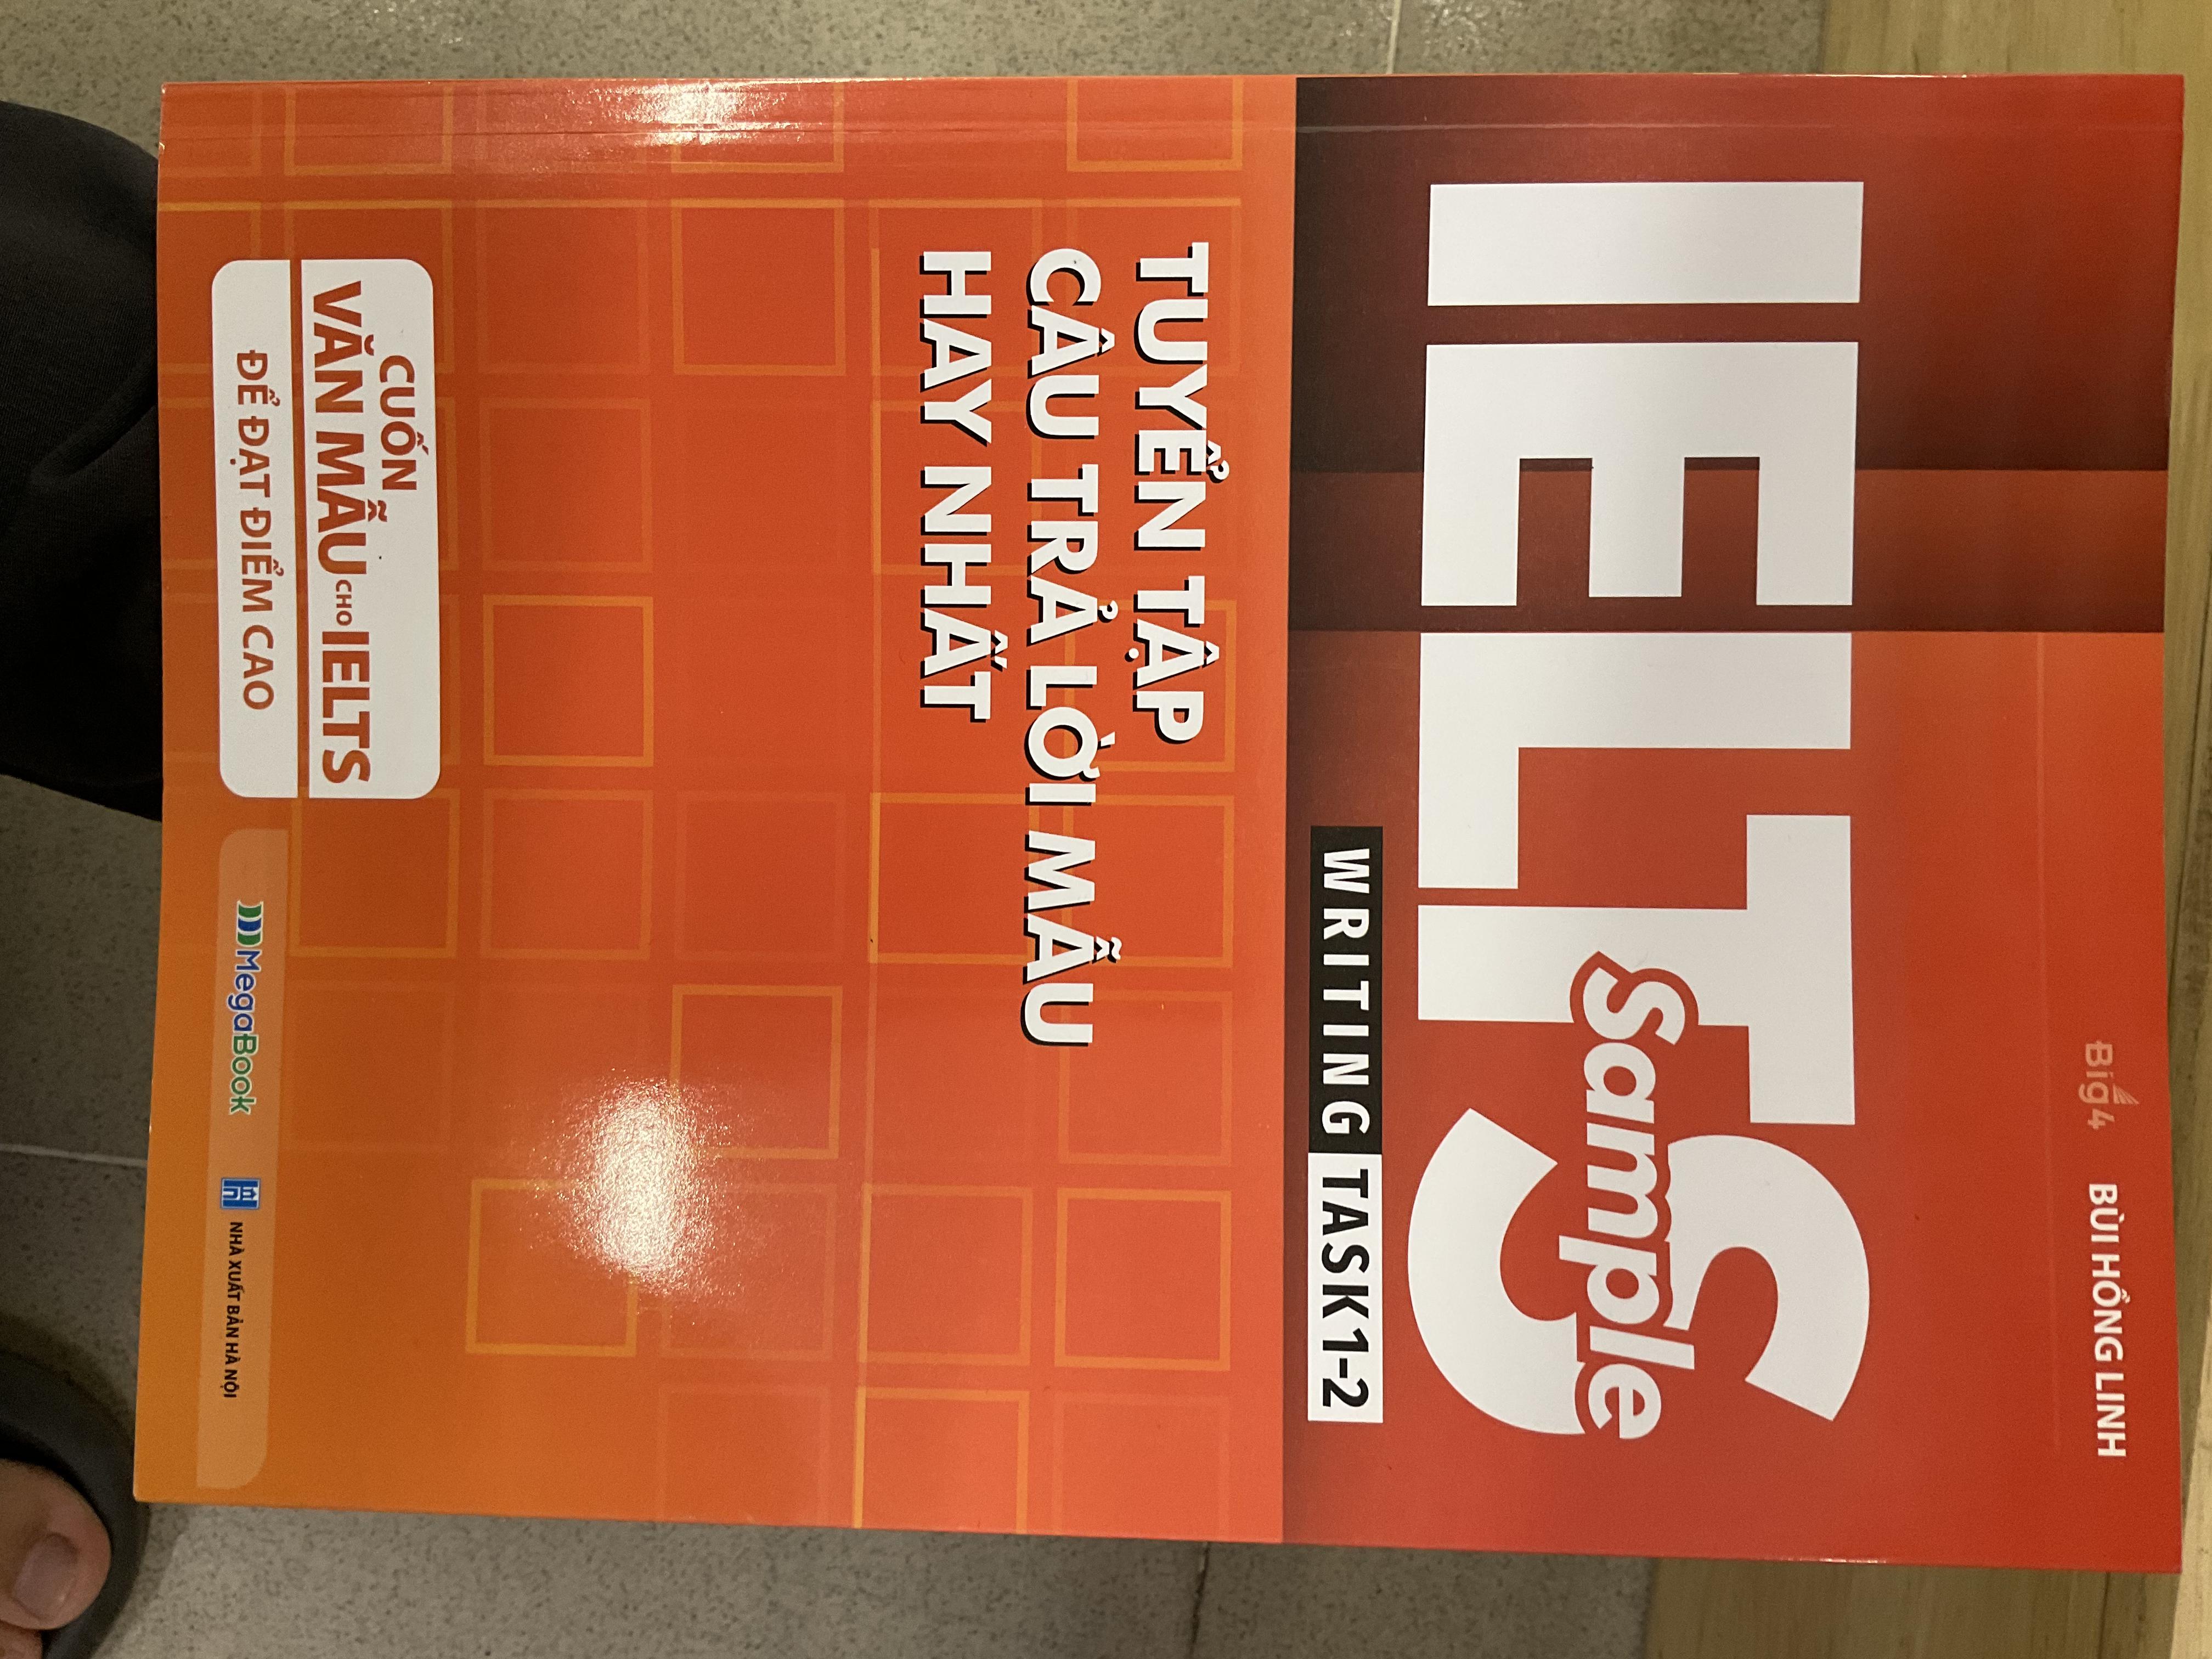 Big4 BÙI HỒNG LINH
IELTS
Sample
WRITING TASK 1-2
TUYỂN TẬP
CÂU TRẢ LỜI MẪU
HAY NHẤT
CUỐN
VĂN MẪU CHO IELTS
ĐỂ ĐẠT ĐIỂM CAO
MegaBook NHÀ XUẤT BẢN HÀ NỘI